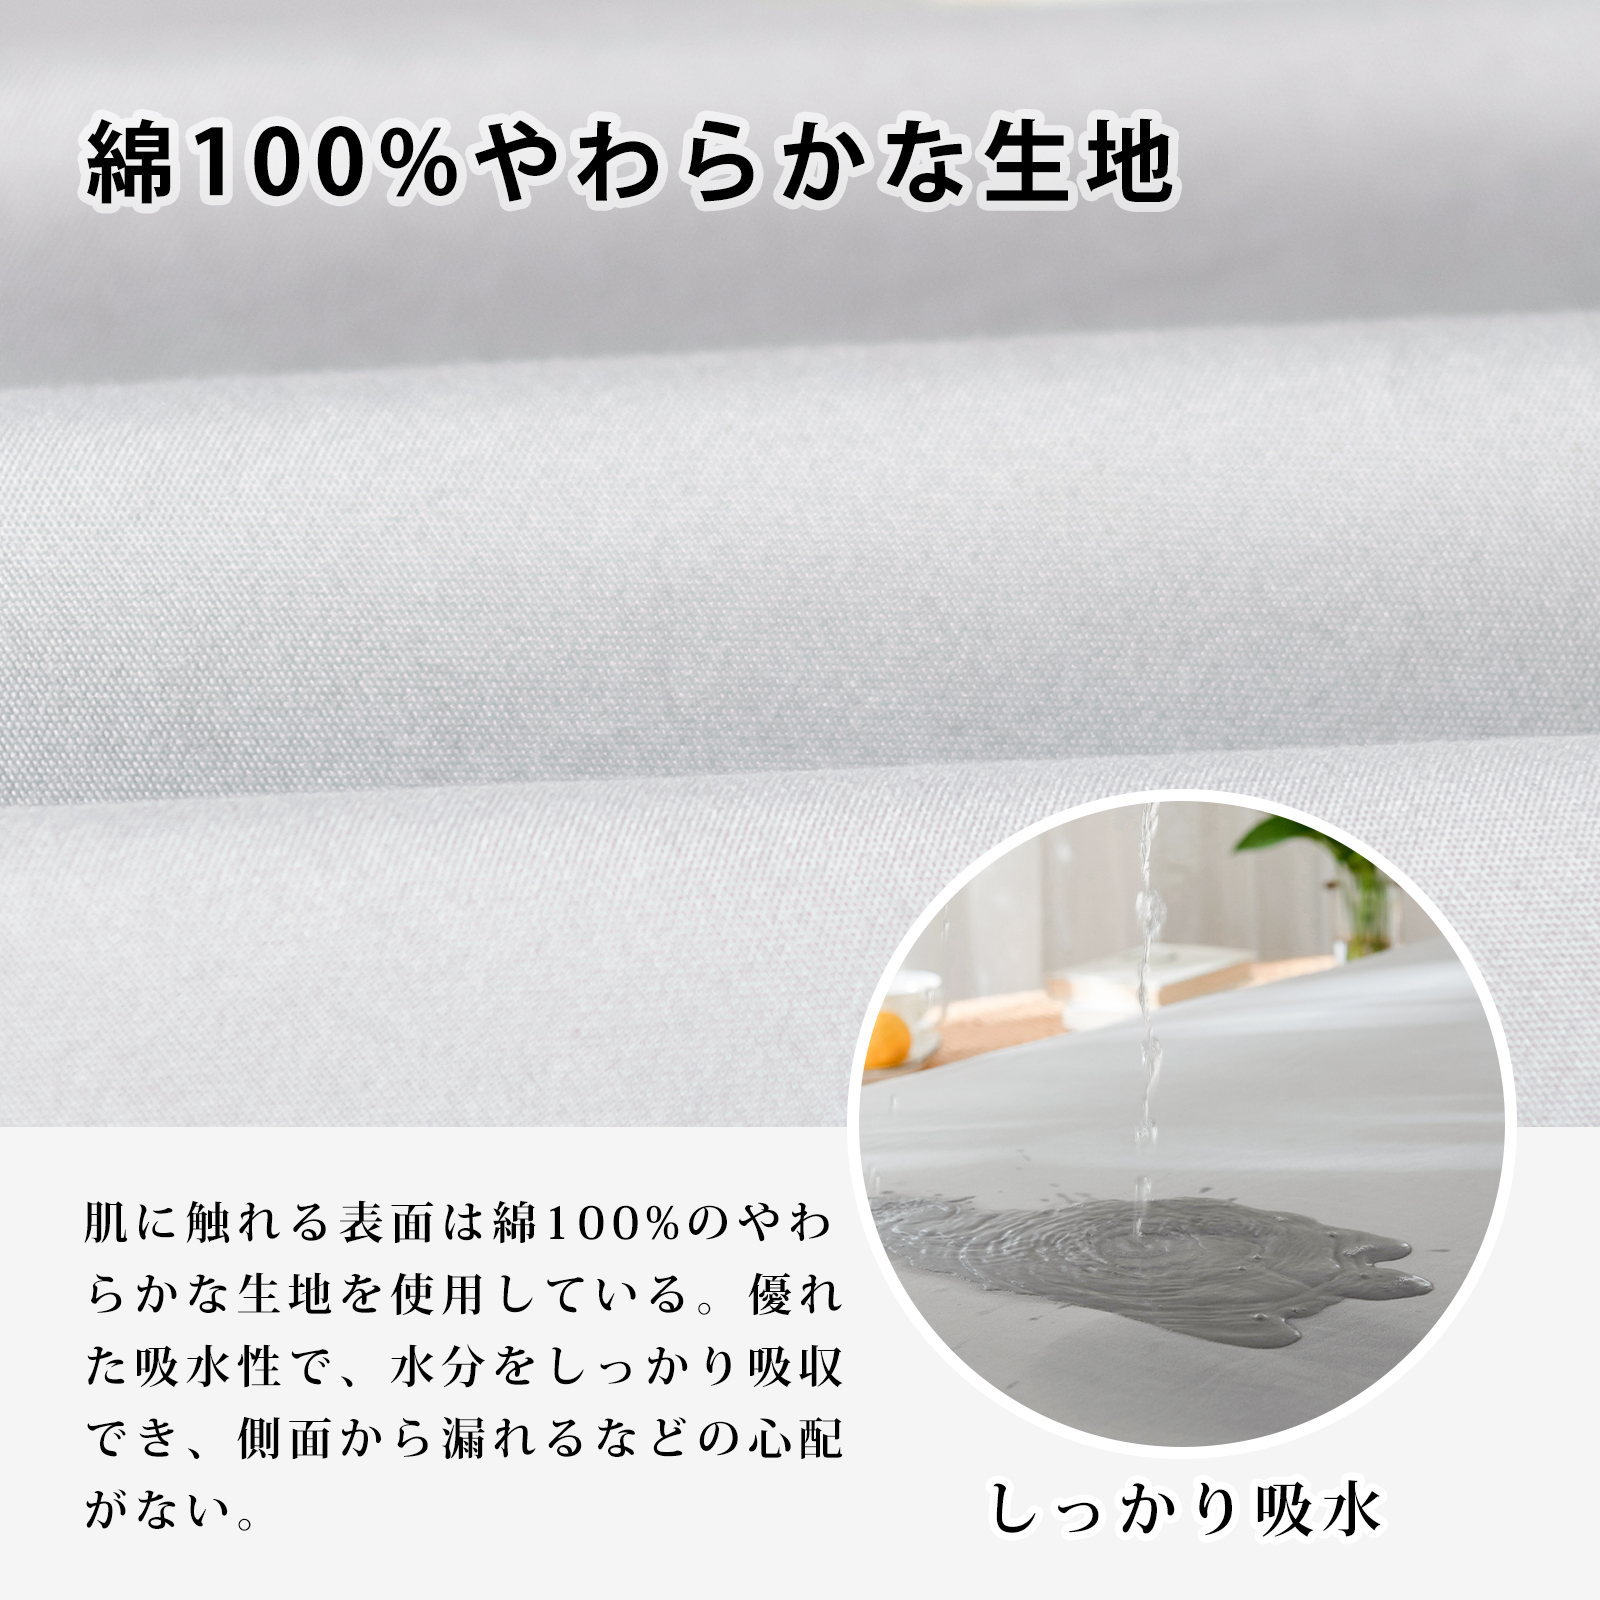 綿100%やわらかな生地
肌に触れる表面は綿100%のやわ
らかな生地を使用している。優れ
た吸水性で、水分をしっかり吸収
でき、側面から漏れるなどの心配
がない。
しっかり吸水